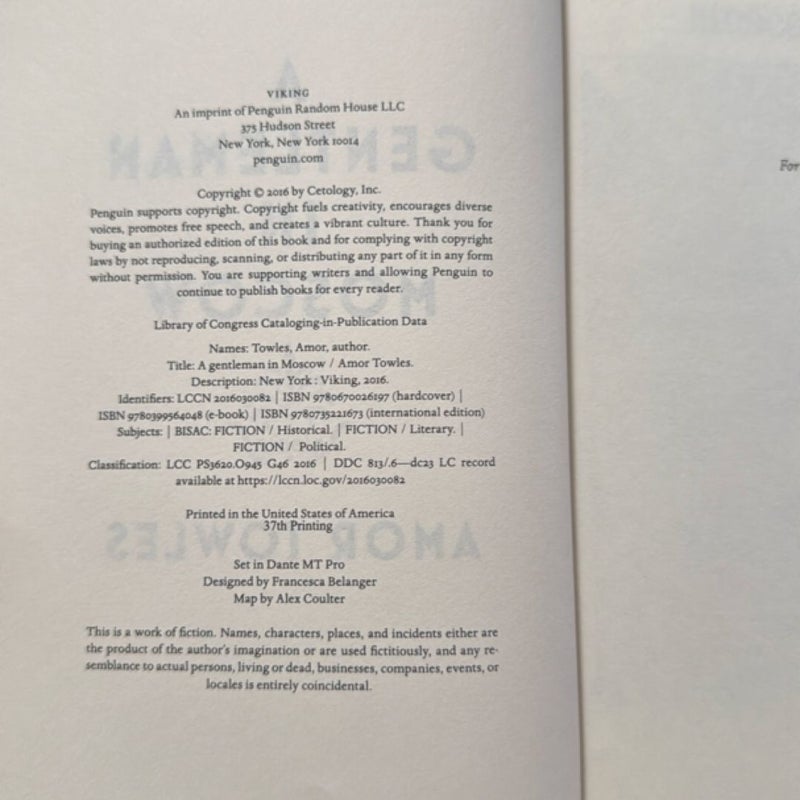 VIKING
An imprint of Penguin Random House LLC
375 Hudson Street
New York, New York 10014
penguin.com
Copyright © 2016 by Cetology, Inc.
Penguin supports copyright. Copyright fuels creativity, encourages diverse
voices, promotes free speech, and creates a vibrant culture. Thank you for
buying an authorized edition of this book and for complying with copyright
laws by not reproducing, scanning, or distributing any part of it in any form
without permission. You are supporting writers and allowing Penguin to
continue to publish books for every reader.
Library of Congress Cataloging-in-Publication Data
Names: Towles, Amor, author.
Title: A gentleman in Moscow / Amor Towles.
Description: New York : Viking, 2016.
Identifiers: LCCN 2016030082 | ISBN 9780670026197 (hardcover) |
ISBN 9780399564048 (e-book) | ISBN 9780735221673 (international edition)
Subjects: | BISAC: FICTION / Historical. | FICTION / Literary. |
FICTION / Political.
Classification: LCC PS3620.O945 G46 2016 | DDC 813/.6—dc23 LC record
available at https://lccn.loc.gov/2016030082
Printed in the United States of America
37th Printing
Set in Dante MT Pro
Designed by Francesca Belanger
Map by Alex Coulter
This is a work of fiction. Names, characters, places, and incidents either are
the product of the author's imagination or are used fictitiously, and any re-
semblance to actual persons, living or dead, businesses, companies, events, or
locales is entirely coincidental.
For